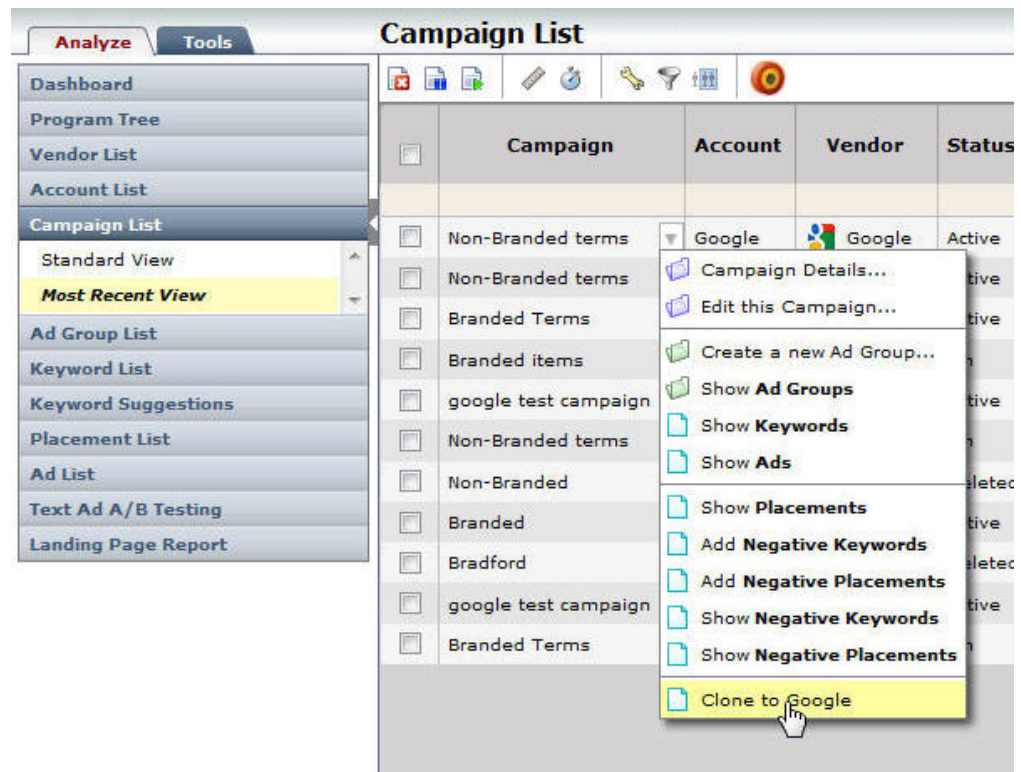 Analyze Tools
Campaign List
Dashboard
Program Tree
Vendor List
Account List
Campaign List
Standard View
Most Recent View
Ad Group List
Keyword List
Keyword Suggestions
Placement List
Ad List
Text Ad A/B Testing
Landing Page Report
Campaign Account Vendor Status
Non-Branded terms Google Google Active
Non-Branded terms
Branded Terms
Branded items
google test campaign
Non-Branded terms
Non-Branded
Branded
Bradford
google test campaign
Branded Terms
Campaign Details...
Edit this Campaign...
Create a new Ad Group...
Show Ad Groups
Show Keywords
Show Ads
Show Placements
Add Negative Keywords
Add Negative Placements
Show Negative Keywords
Show Negative Placements
Clone to Google